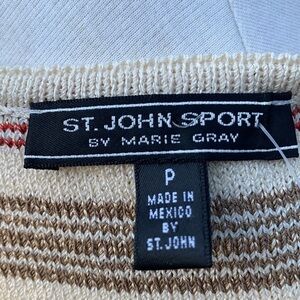 ST. JOHN SPORT
BY MARIE GRAY
P
MADE IN
MEXICO
BY
ST. JOHN